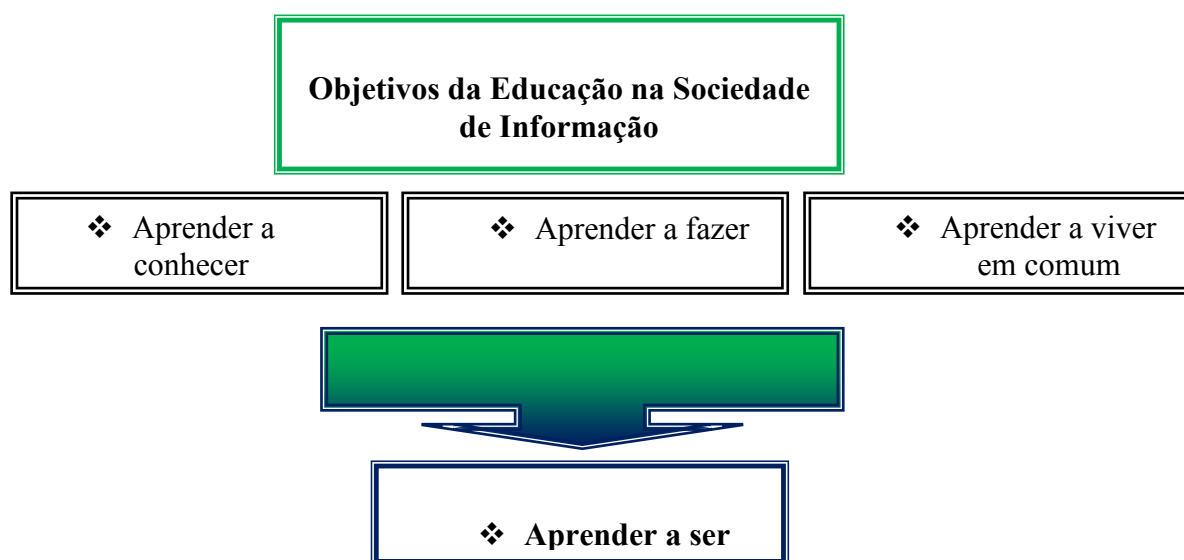 Objetivos da Educação na Sociedade
de Informação
❖ Aprender a
conhecer
❖ Aprender a fazer
❖ Aprender a viver
em comum
❖ Aprender a ser